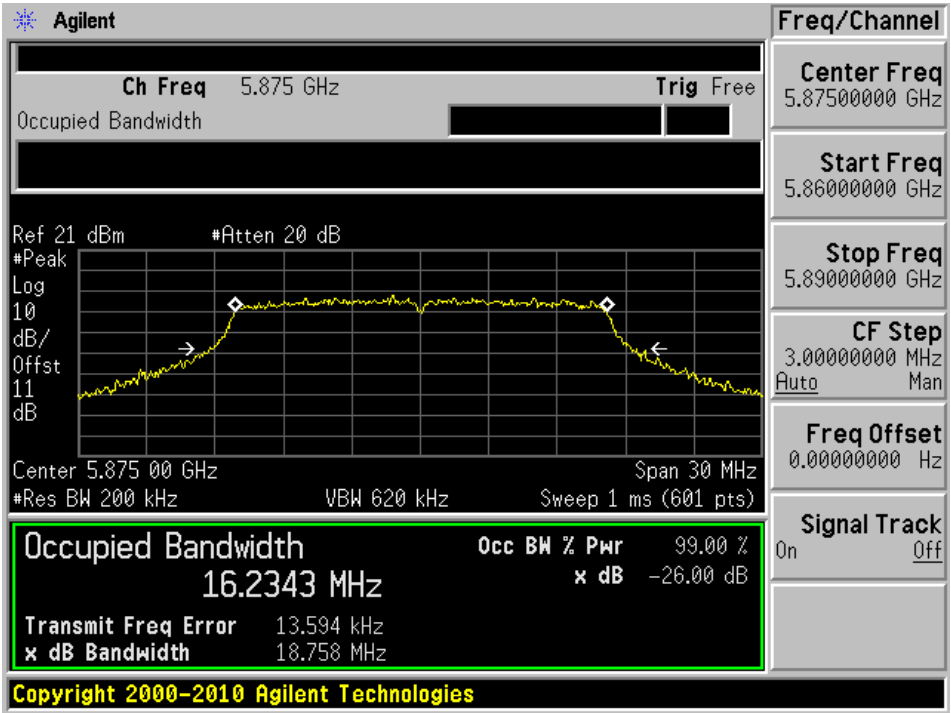 Agilent
Freq/Channel
Ch Freq 5.875 GHz Trig Free
Occupied Bandwidth
Center Freq
5.87500000 GHz
Start Freq
5.86000000 GHz
Stop Freq
5.89000000 GHz
CF Step
3.00000000 MHz
Auto Man
Freq Offset
0.00000000 Hz
Signal Track
On Off
Ref 21 dBm #Atten 20 dB
#Peak
Log
10
dB/
Offst
11
dB
Center 5.875 00 GHz Span 30 MHz
#Res BW 200 kHz VBW 620 kHz Sweep 1 ms (601 pts)
Occupied Bandwidth
16.2343 MHz
Occ BW % Pwr 99.00 %
x dB -26.00 dB
Transmit Freq Error 13.594 kHz
x dB Bandwidth 18.758 MHz
Copyright 2000-2010 Agilent Technologies